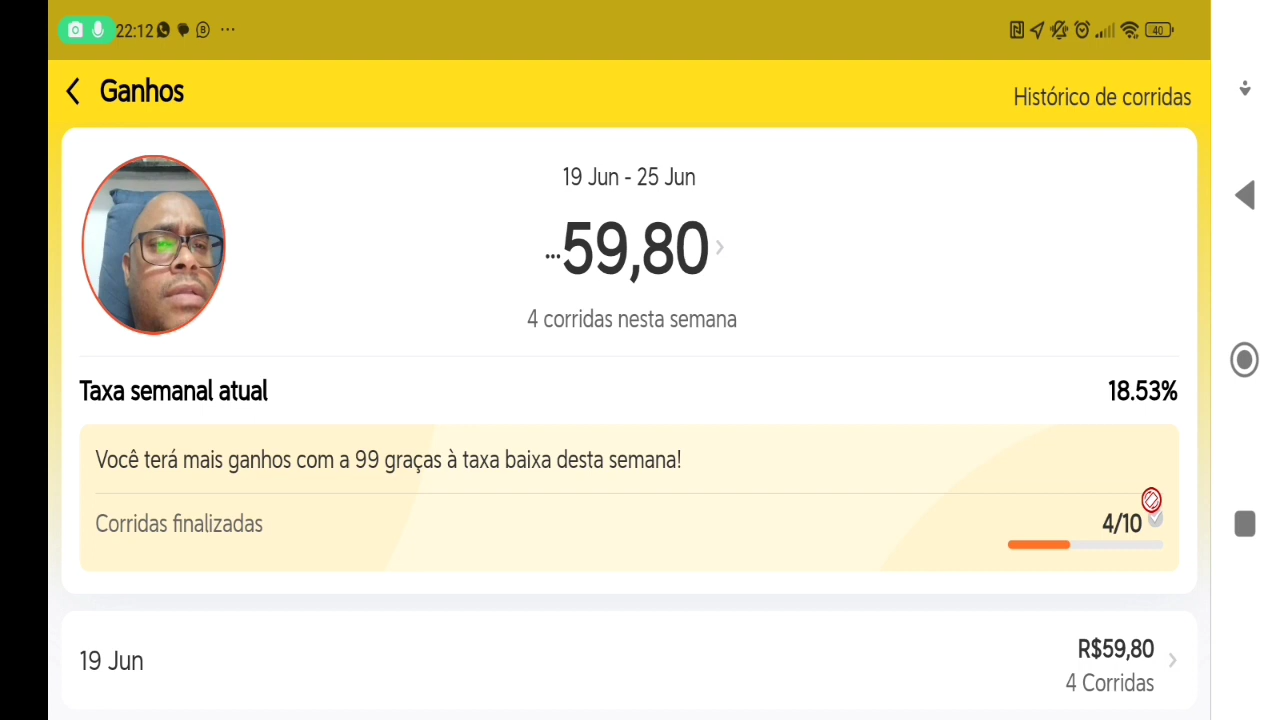 22:12
40
Ganhos
Histórico de corridas
19 Jun - 25 Jun
...59,80
4 corridas nesta semana
Taxa semanal atual
18.53%
Você terá mais ganhos com a 99 graças à taxa baixa desta semana!
Corridas finalizadas
4/10
19 Jun
R$59,80
4 Corridas